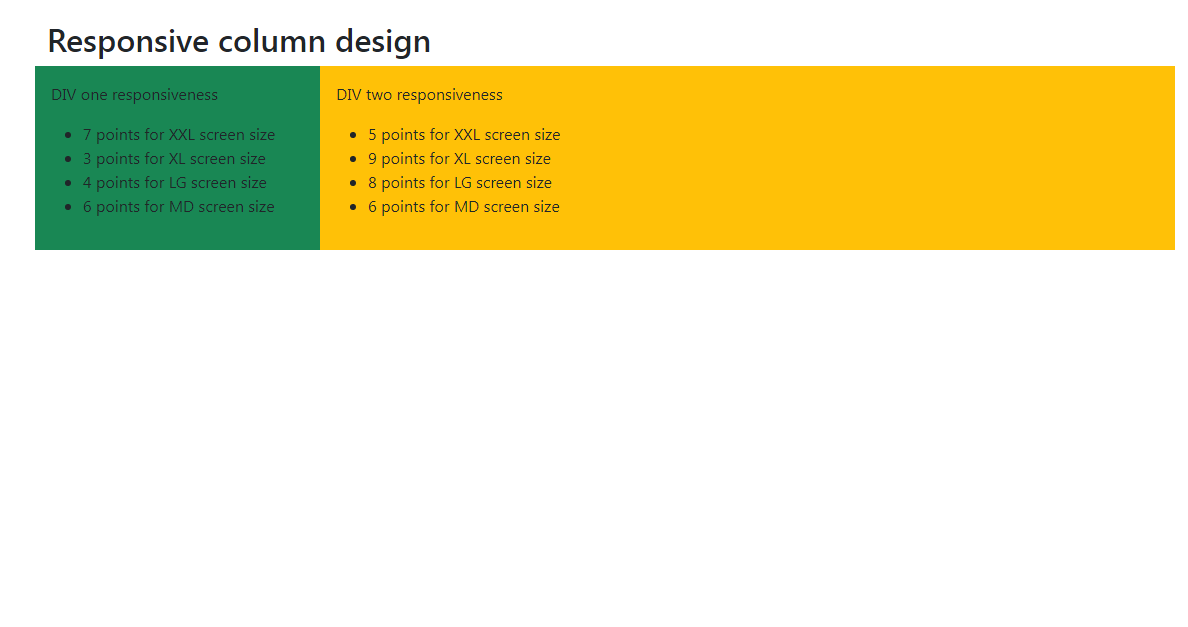 Responsive column design
DIV one responsiveness
7 points for XXL screen size
3 points for XL screen size
4 points for LG screen size
6 points for MD screen size
DIV two responsiveness
5 points for XXL screen size
9 points for XL screen size
8 points for LG screen size
6 points for MD screen size